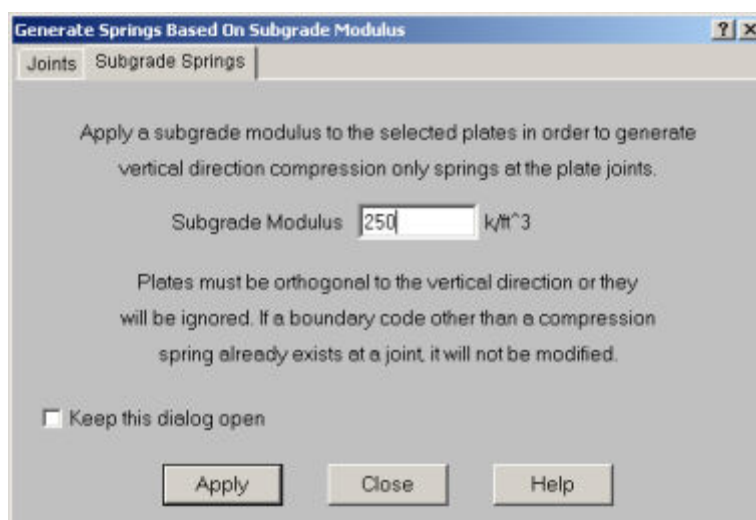 Generate Springs Based On Subgrade Modulus
Joints Subgrade Springs
Apply a subgrade modulus to the selected plates in order to generate
vertical direction compression only springs at the plate joints.
Subgrade Modulus 250 k/ft^3
Plates must be orthogonal to the vertical direction or they
will be ignored. If a boundary code other than a compression
spring already exists at a joint, it will not be modified.
Keep this dialog open
Apply Close Help